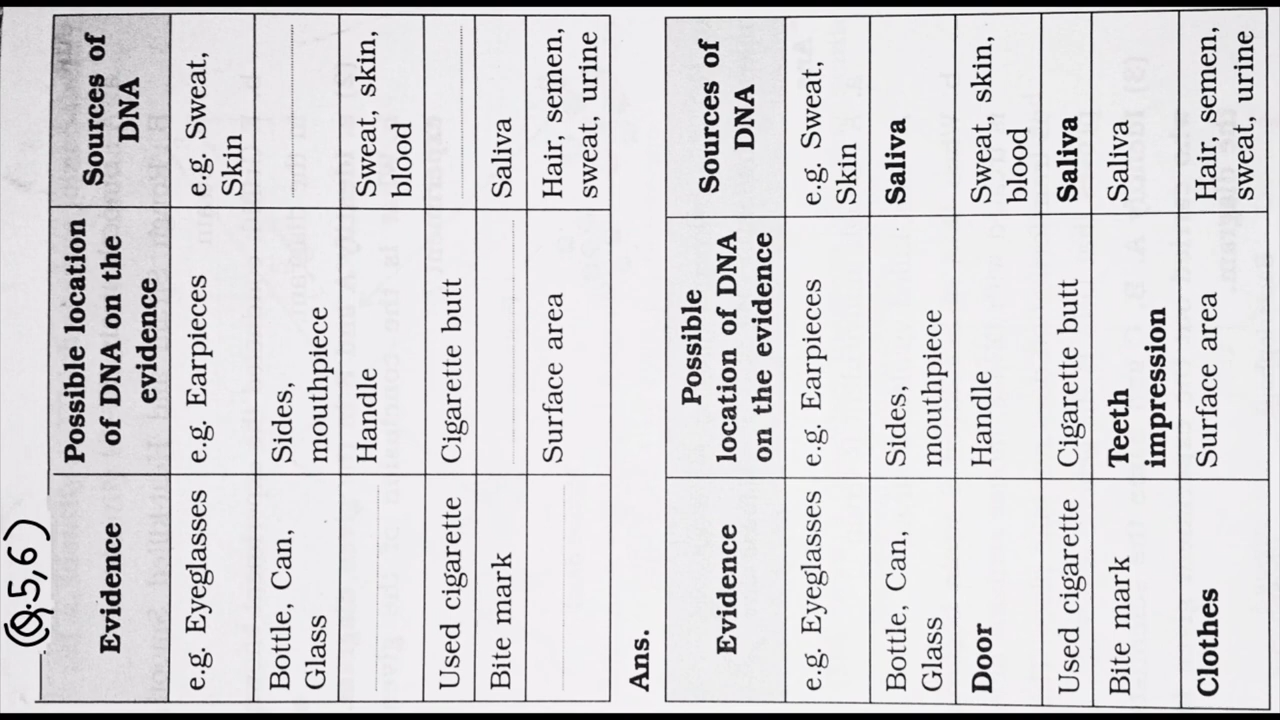 (Q.5,6)
Evidence
Possible location
of DNA on the
evidence
Sources of
DNA
e.g. Eyeglasses
e.g. Earpieces
e.g. Sweat,
Skin
Bottle, Can,
Glass
Sides,
mouthpiece
Handle
Sweat, skin,
blood
Used cigarette
Cigarette butt
Bite mark
Saliva
Surface area
Hair, semen,
sweat, urine
Ans.
Evidence
Possible
location of DNA
on the evidence
Sources of
DNA
e.g. Eyeglasses
e.g. Earpieces
e.g. Sweat,
Skin
Bottle, Can,
Glass
Sides,
mouthpiece
Saliva
Door
Handle
Sweat, skin,
blood
Used cigarette
Cigarette butt
Saliva
Bite mark
Teeth
impression
Saliva
Clothes
Surface area
Hair, semen,
sweat, urine